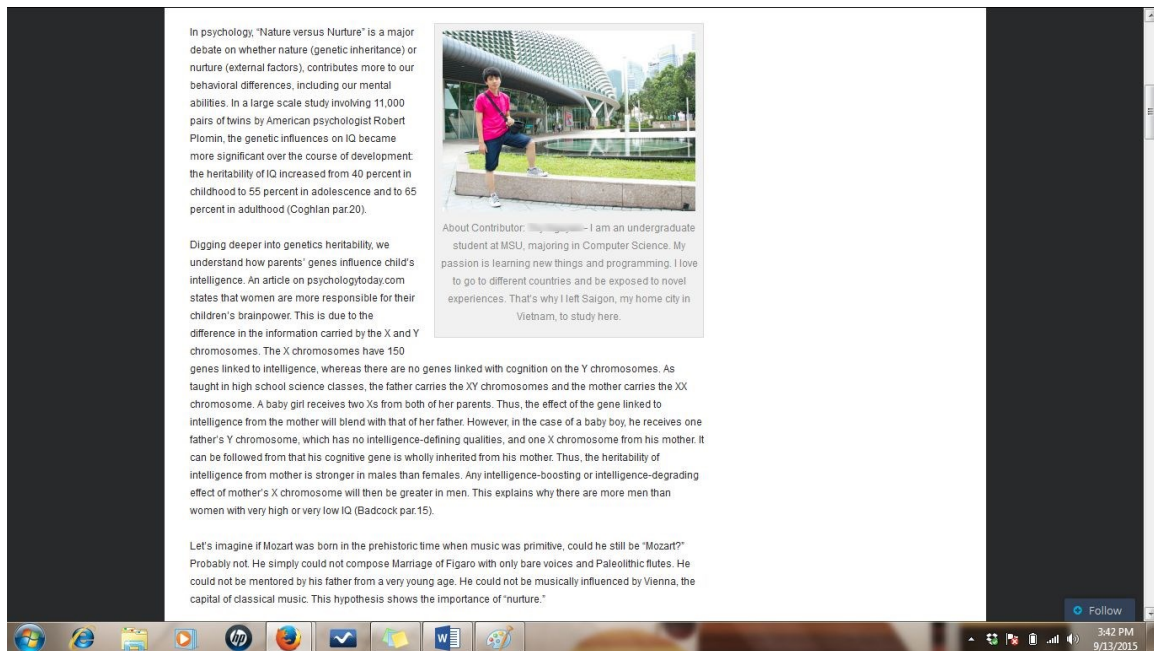 In psychology, “Nature versus Nurture” is a major
debate on whether nature (genetic inheritance) or
nurture (external factors), contributes more to our
behavioral differences, including our mental
abilities. In a large scale study involving 11,000
pairs of twins by American psychologist Robert
Plomin, the genetic influences on IQ became
more significant over the course of development:
the heritability of IQ increased from 40 percent in
childhood to 55 percent in adolescence and to 65
percent in adulthood (Coghlan par.20).
About Contributor: - I am an undergraduate
student at MSU, majoring in Computer Science. My
passion is learning new things and programming. I love
to go to different countries and be exposed to novel
experiences. That's why I left Saigon, my home city in
Vietnam, to study here.
Digging deeper into genetics heritability, we
understand how parents' genes influence child's
intelligence. An article on psychologytoday.com
states that women are more responsible for their
children's brainpower. This is due to the
difference in the information carried by the X and Y
chromosomes. The X chromosomes have 150
genes linked to intelligence, whereas there are no genes linked with cognition on the Y chromosomes. As
taught in high school science classes, the father carries the XY chromosomes and the mother carries the XX
chromosome. A baby girl receives two Xs from both of her parents. Thus, the effect of the gene linked to
intelligence from the mother will blend with that of her father. However, in the case of a baby boy, he receives one
father's Y chromosome, which has no intelligence-defining qualities, and one X chromosome from his mother. It
can be followed from that his cognitive gene is wholly inherited from his mother. Thus, the heritability of
intelligence from mother is stronger in males than females. Any intelligence-boosting or intelligence-degrading
effect of mother's X chromosome will then be greater in men. This explains why there are more men than
women with very high or very low IQ (Badcock par.15).
Let's imagine if Mozart was born in the prehistoric time when music was primitive, could he still be “Mozart?”
Probably not. He simply could not compose Marriage of Figaro with only bare voices and Paleolithic flutes. He
could not be mentored by his father from a very young age. He could not be musically influenced by Vienna, the
capital of classical music. This hypothesis shows the importance of “nurture.”
Follow
hp
W
3:42 PM
9/13/2015